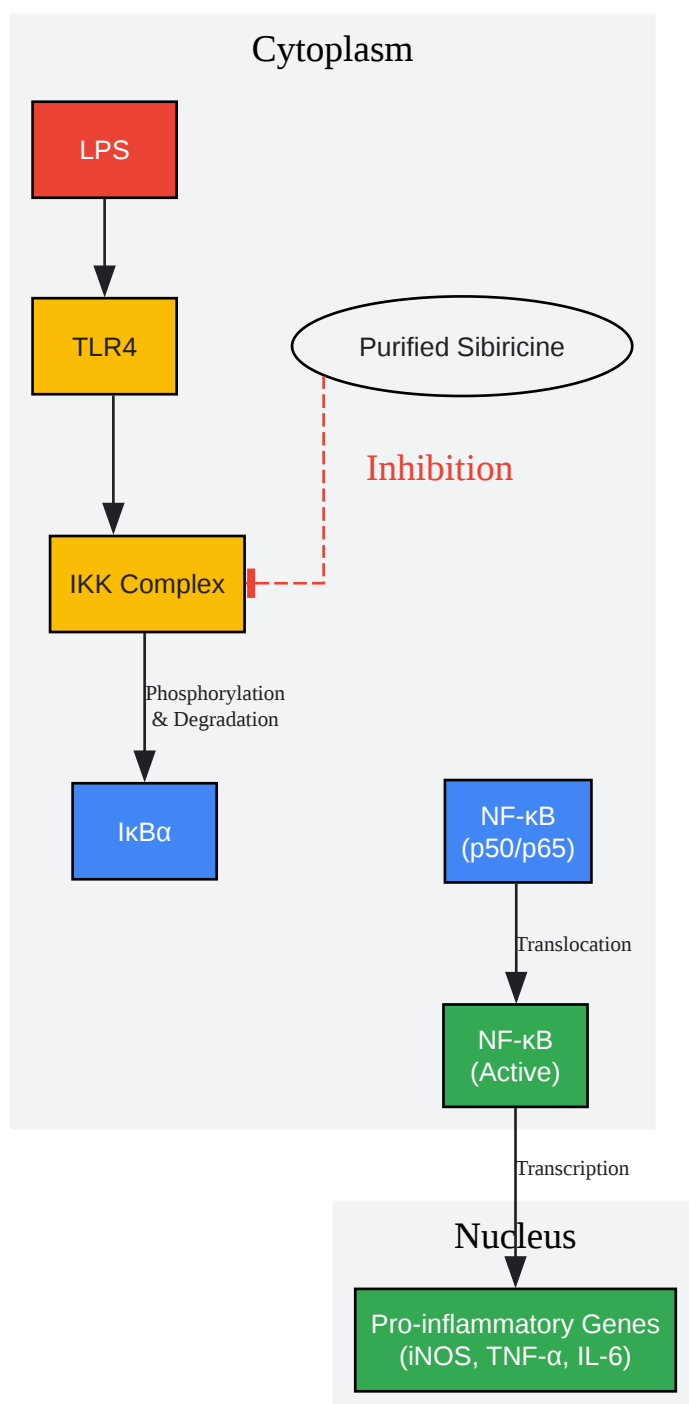 Cytoplasm
LPS
TLR4
Purified Sibiricine
Inhibition
IKK Complex
Phosphorylation
& Degradation
IκBα
NF-κB
(p50/p65)
Translocation
NF-κB
(Active)
Transcription
Nucleus
Pro-inflammatory Genes
(iNOS, TNF-α, IL-6)